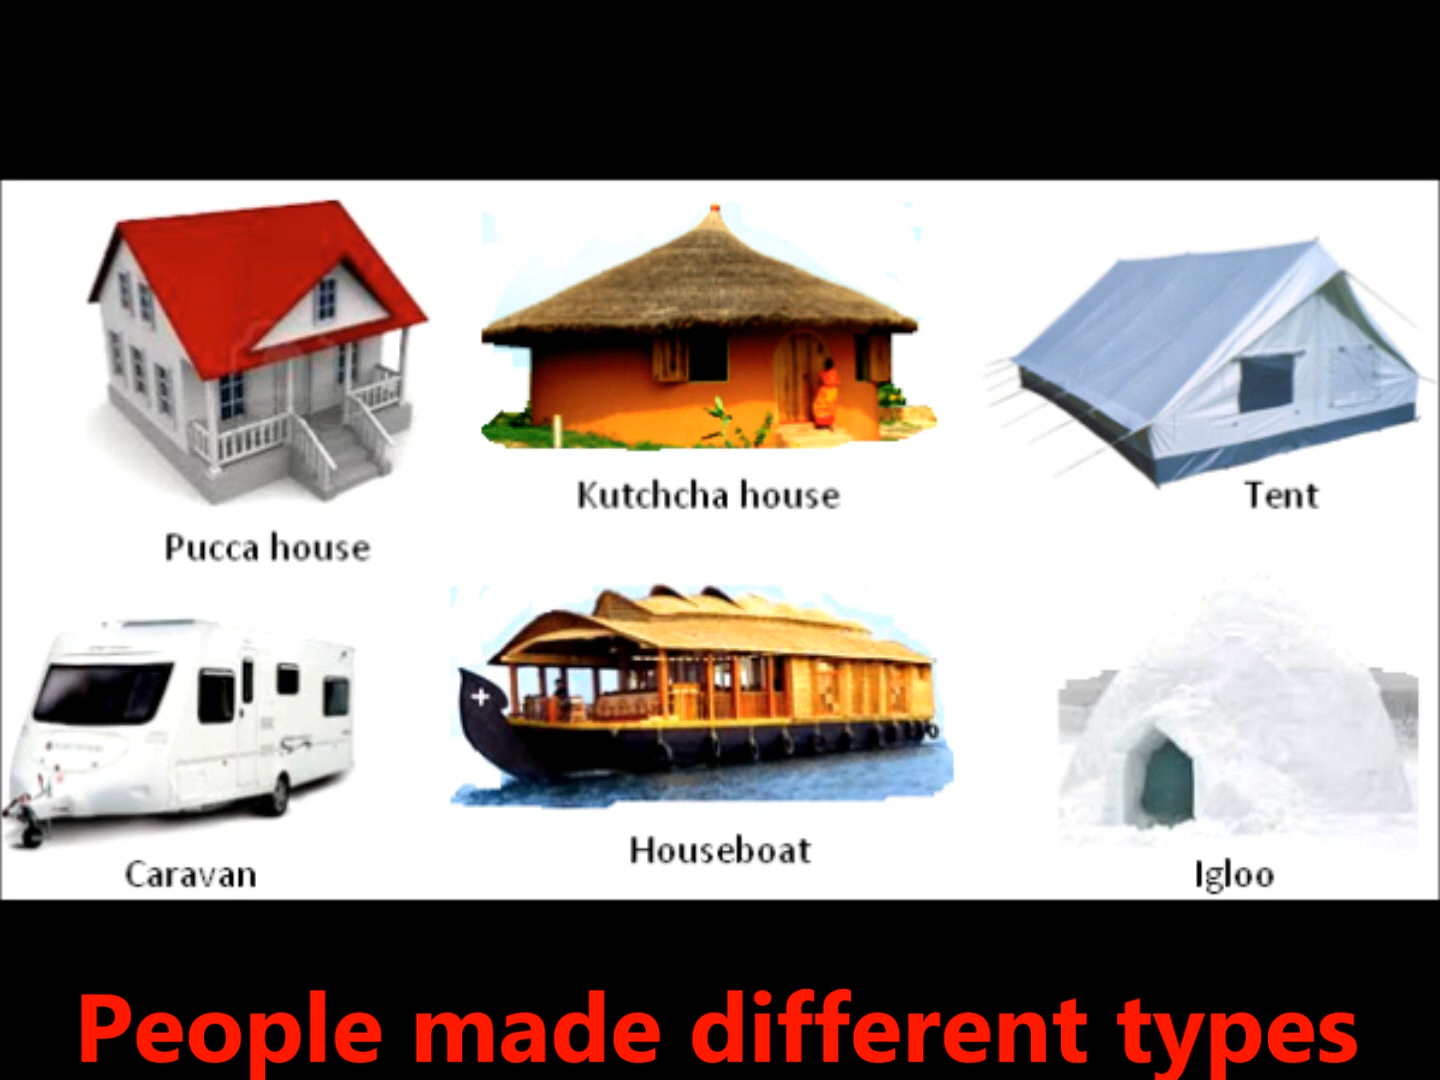 Kutchcha house
Tent
Pucca house
Houseboat
Caravan
Igloo
People made different types